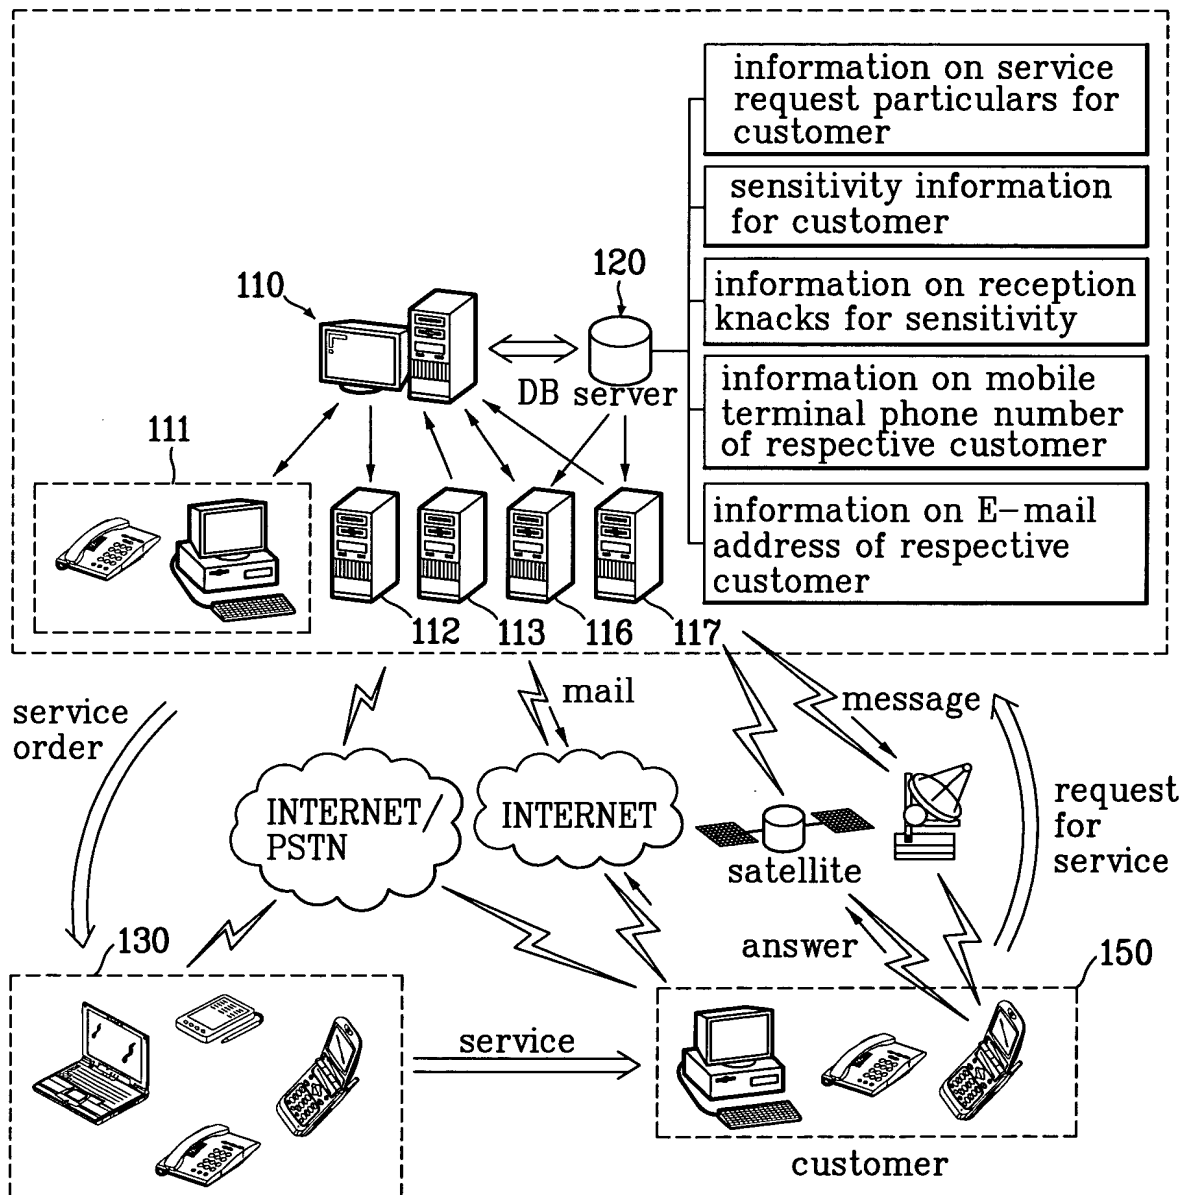 information on service
request particulars for
customer
sensitivity information
for customer
120
110
information on reception
knacks for sensitivity
DB server
information on mobile
terminal phone number
of respective customer
111
information on E-mail
address of respective
customer
112
113
116
117
service
order
mail
message
INTERNET/
PSTN
INTERNET
satellite
request
for
service
answer
130
150
service
customer